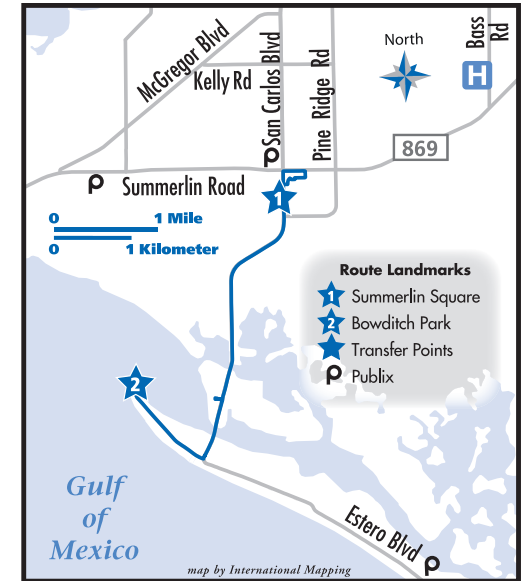 McGregor Blvd
Kelly Rd
San Carlos Blvd
Pine Ridge Rd
North
Bass Rd
H
869
P
P
Summerlin Road
1
0 1 Mile
0 1 Kilometer
Route Landmarks
1 Summerlin Square
2 Bowditch Park
Transfer Points
P Publix
2
Gulf
of
Mexico
Estero Blvd
P
map by International Mapping